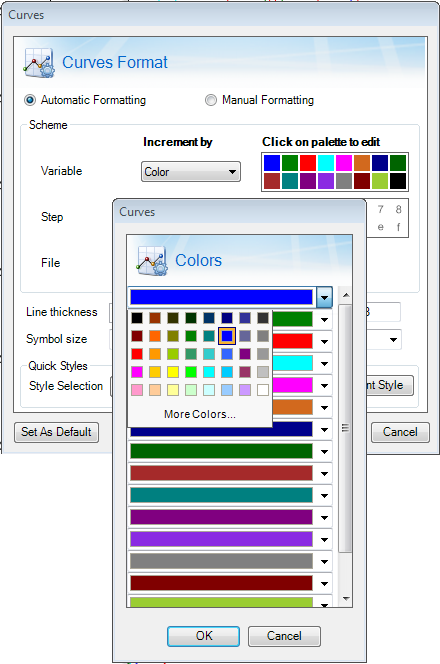 Curves
Curves Format
Automatic Formatting
Manual Formatting
Scheme
Increment by
Click on palette to edit
Variable
Color
Step
7 8
e f
File
Line thickness
Symbol size
Quick Styles
Style Selection
nt Style
Set As Default
Cancel
Curves
Colors
More Colors...
OK
Cancel